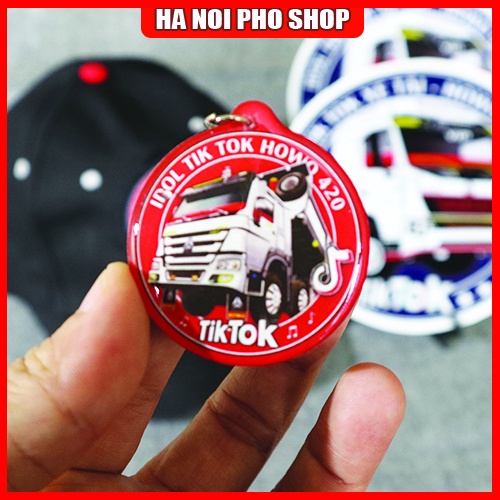 HA NOI PHO SHOP
IDOL TIK TOK HOWO 420
TikTok
TikTok